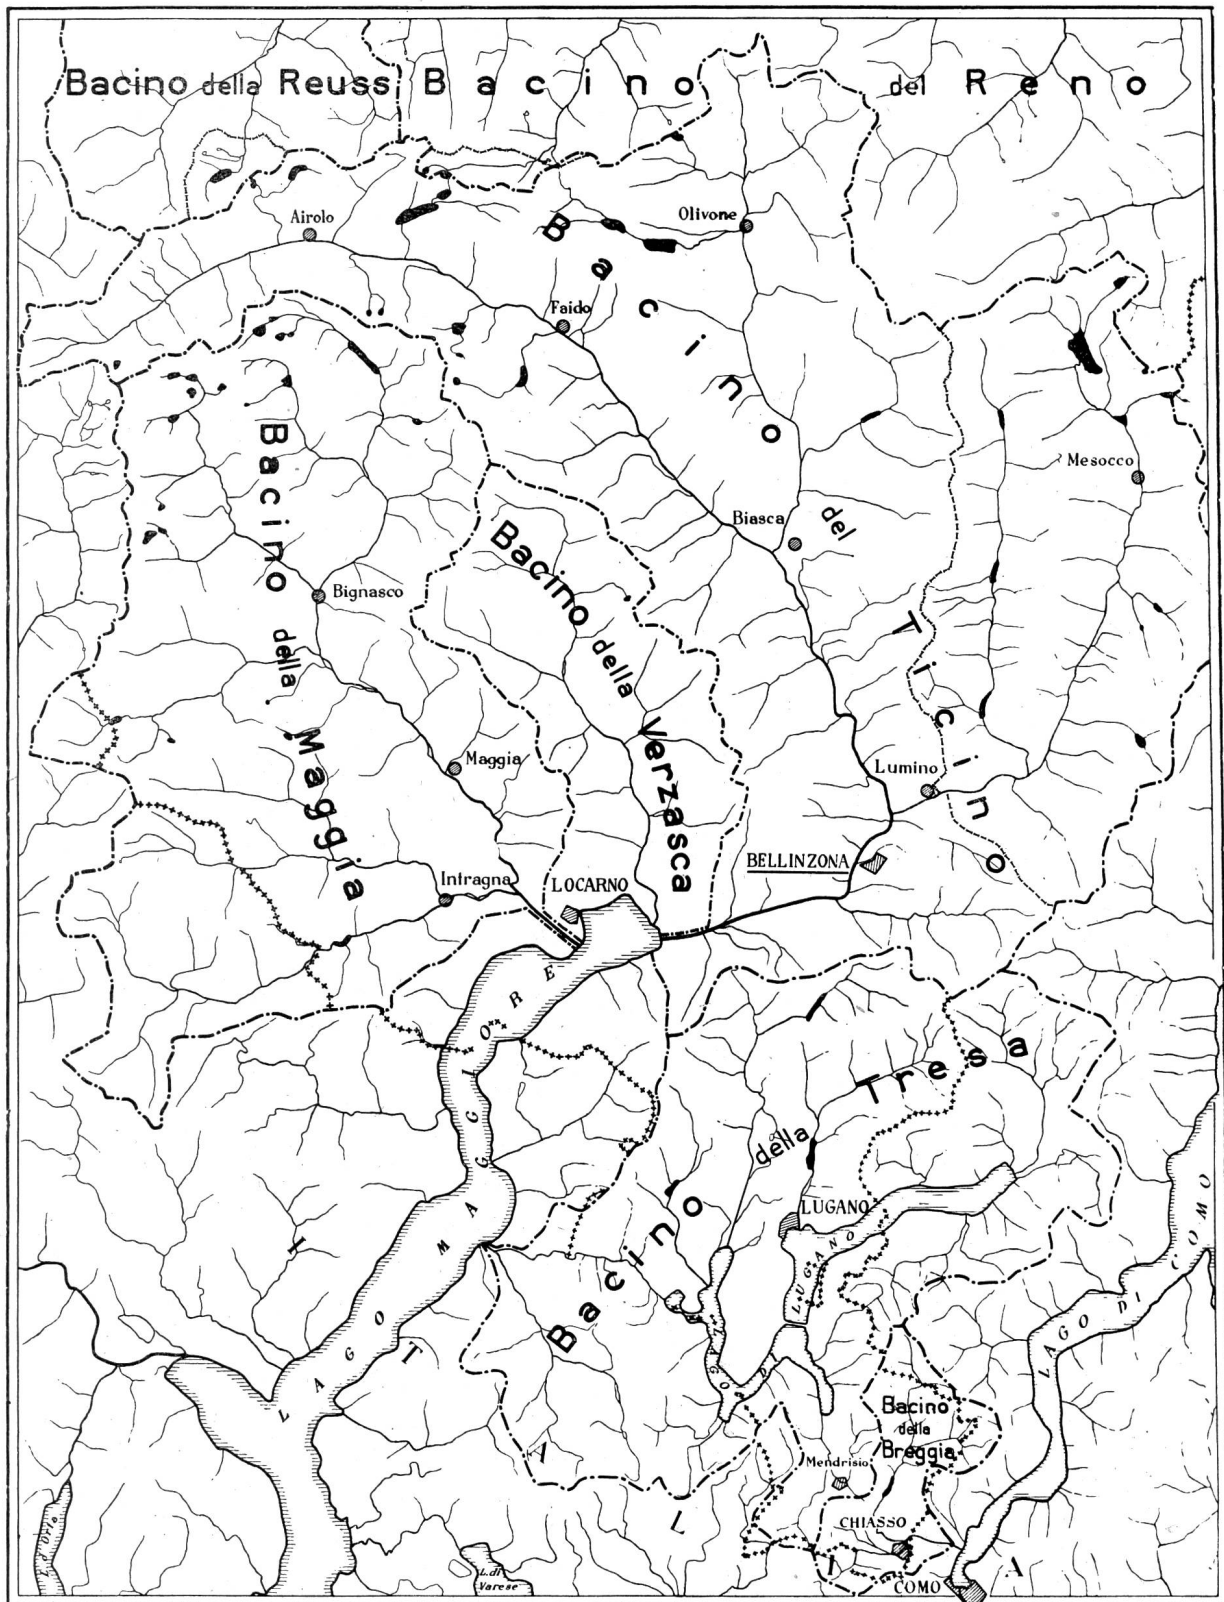 Bacino della Reuss
Bacino del Reno
Airolo
Olivone
Bacino del Ticino
Faido
Mesocco
Bacino della Maggia
Biasca
Bacino della Verzasca
Bignasco
Maggia
Lumino
BELLINZONA
Intragna
LOCARNO
LAGO MAGGIORE
Bacino della Tresa
LUGANO
LAGO DI LUGANO
LAGO DI COMO
ITALIA
Bacino
della
Breggia
Mendrisio
CHIASSO
COMO
L. d'Orta
L. di
Varese